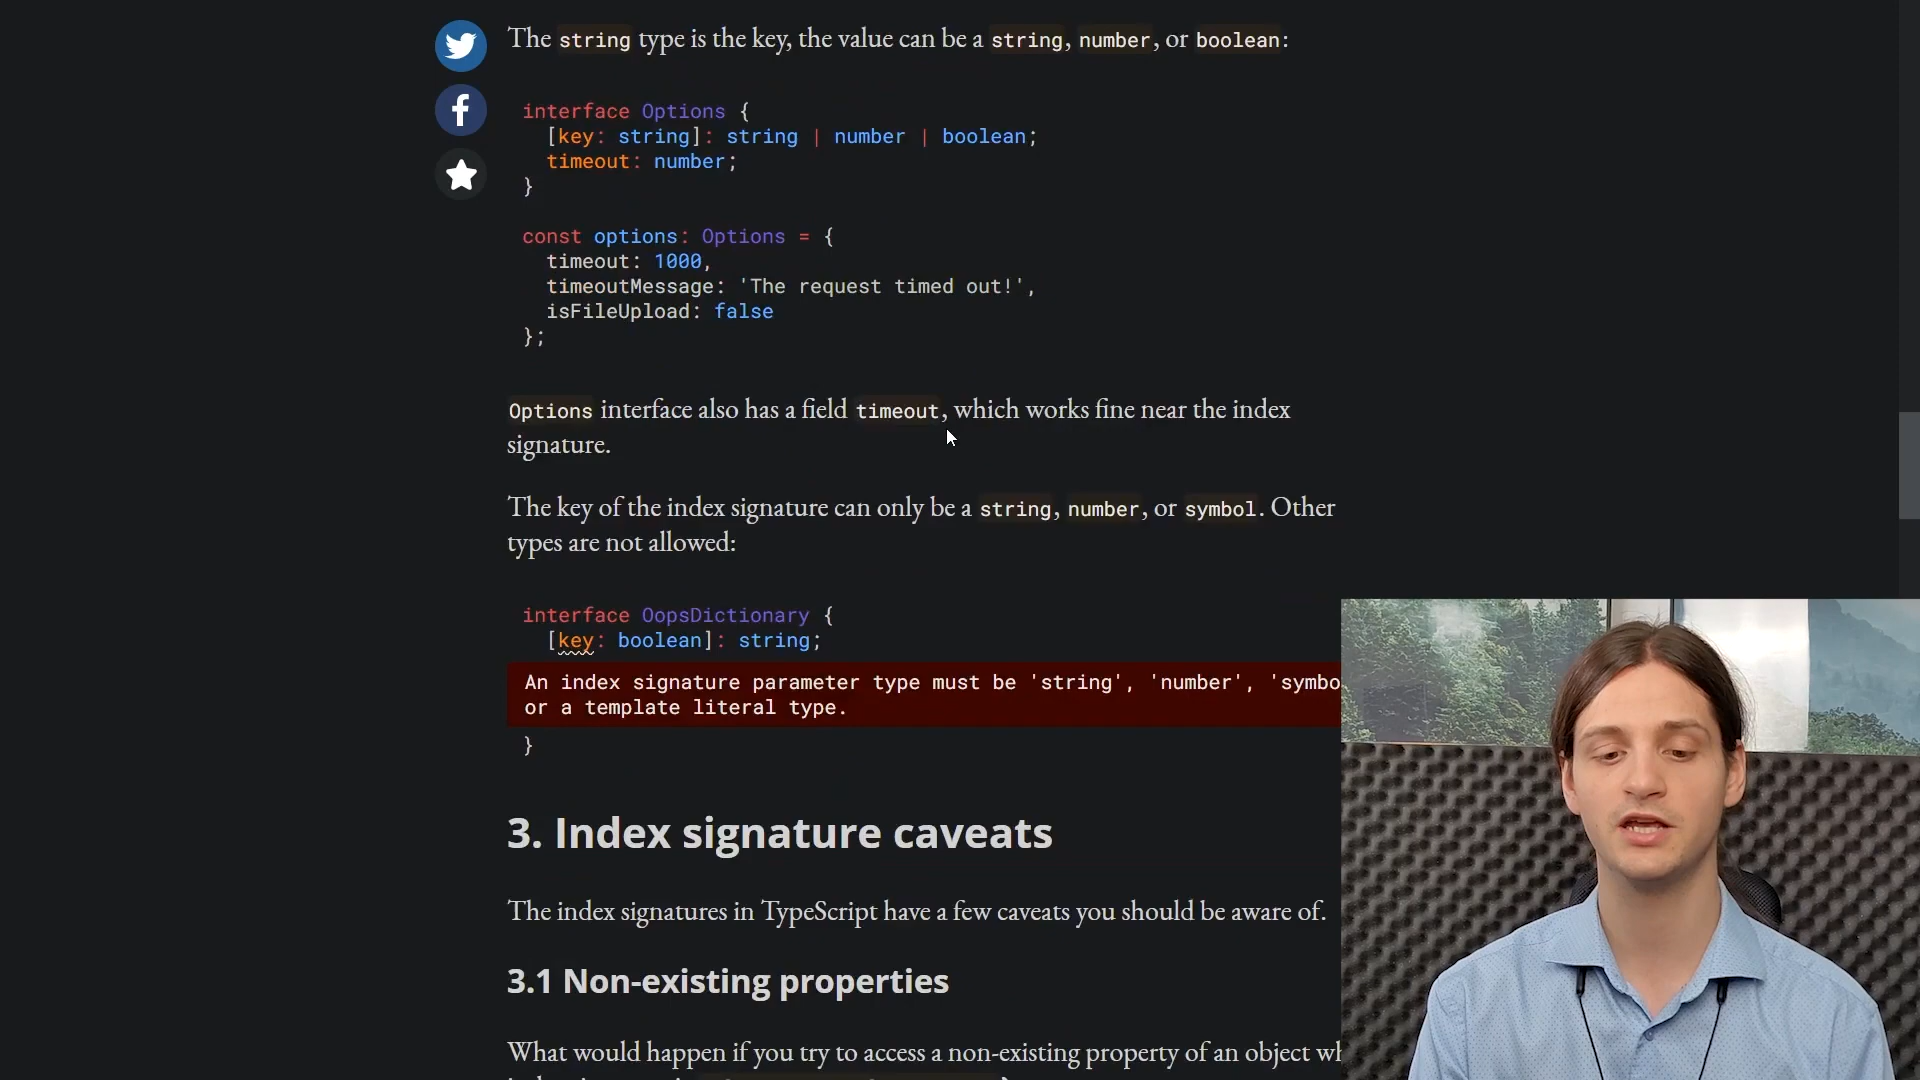 The string type is the key, the value can be a string, number, or boolean:
interface Options {
[key: string]: string | number | boolean;
timeout: number;
}
const options: Options = {
timeout: 1000,
timeoutMessage: 'The request timed out!',
isFileUpload: false
};
Options interface also has a field timeout, which works fine near the index
signature.
The key of the index signature can only be a string, number, or symbol. Other
types are not allowed:
interface OopsDictionary {
[key: boolean]: string;
An index signature parameter type must be 'string', 'number', 'symbo
or a template literal type.
}
3. Index signature caveats
The index signatures in TypeScript have a few caveats you should be aware of.
3.1 Non-existing properties
What would happen if you try to access a non-existing property of an object